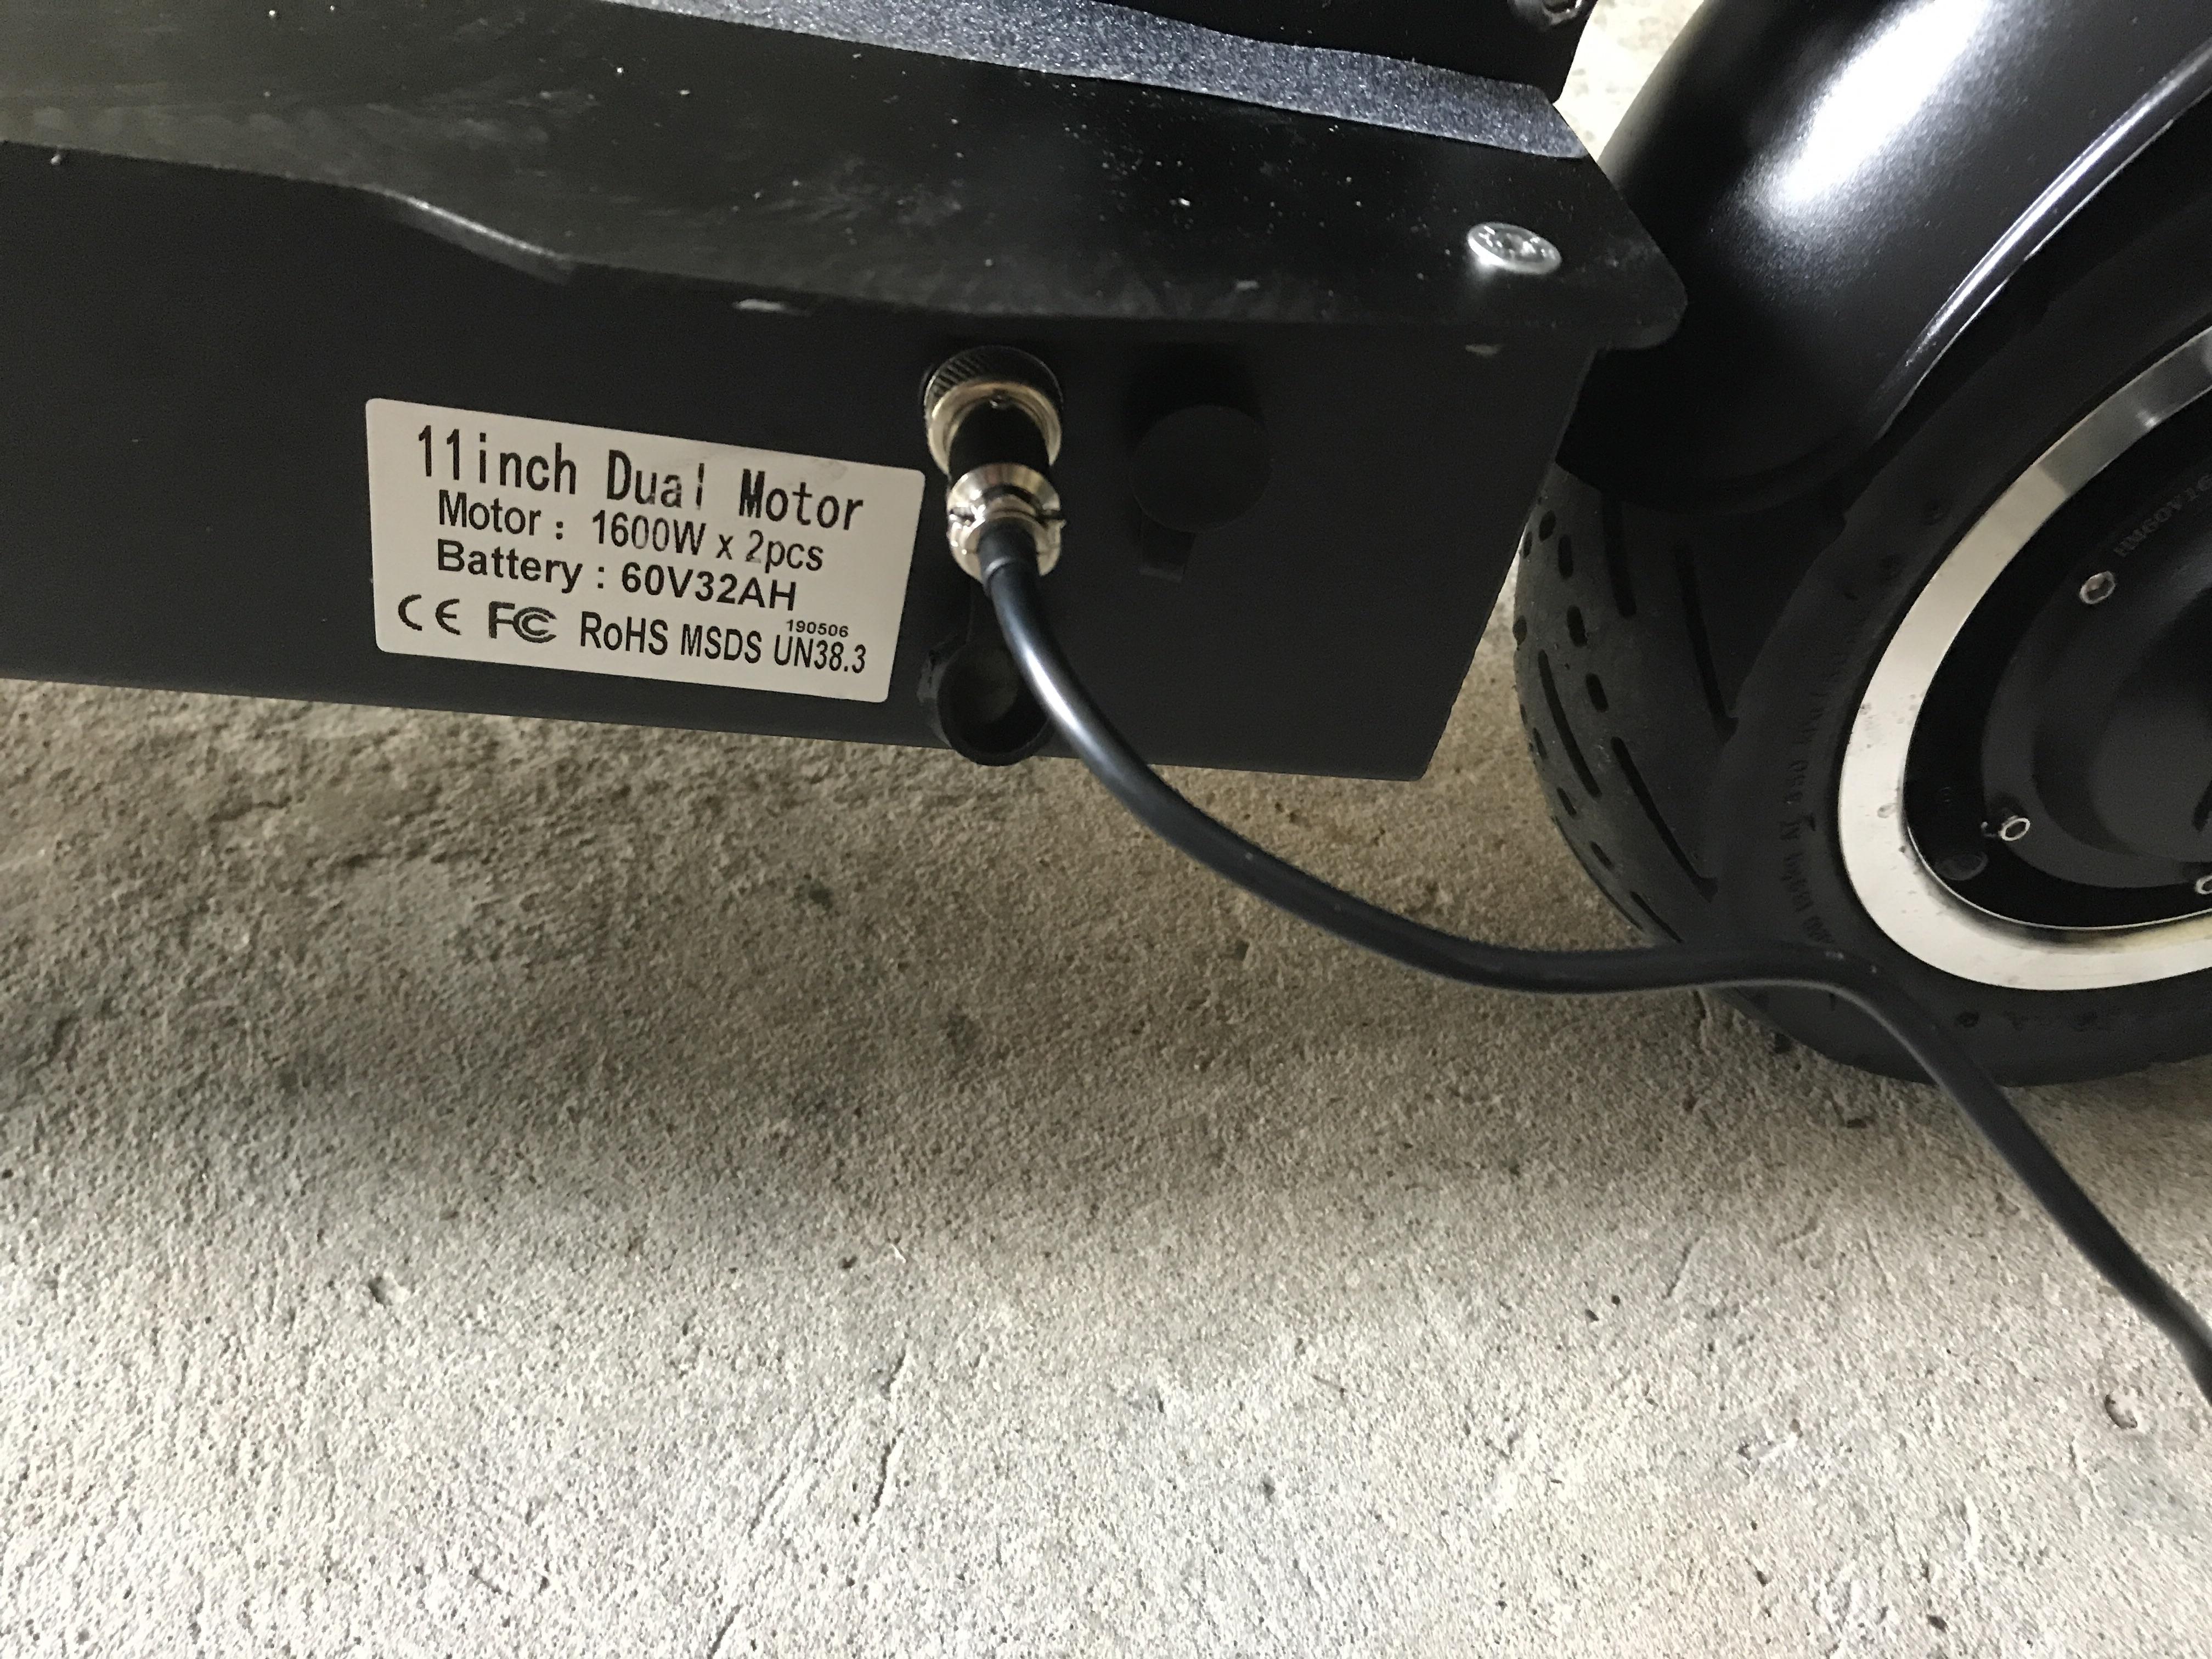 11inch Dual Motor
Motor : 1600W x 2pcs
Battery : 60V32AH
190506
CE FC RoHS MSDS UN38.3